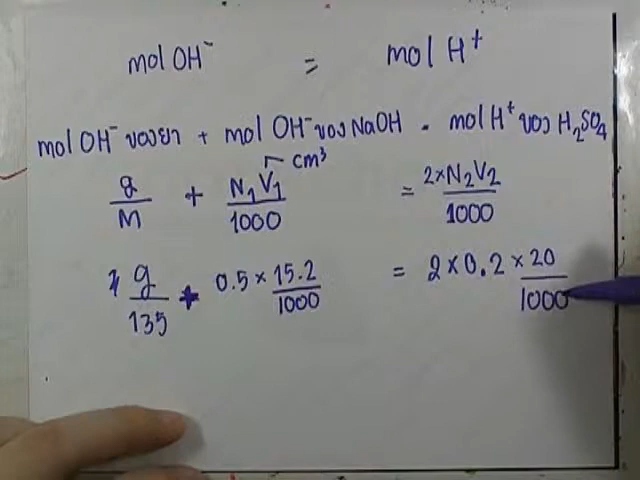 mol OH⁻ = mol H⁺
mol OH⁻ ของยา + mol OH⁻ ของ NaOH = mol H⁺ ของ H₂SO₄
cm³
g/M + N₁V₁/1000 = 2×N₂V₂/1000
g/135 + 0.5 × 15.2/1000 = 2 × 0.2 × 20/1000